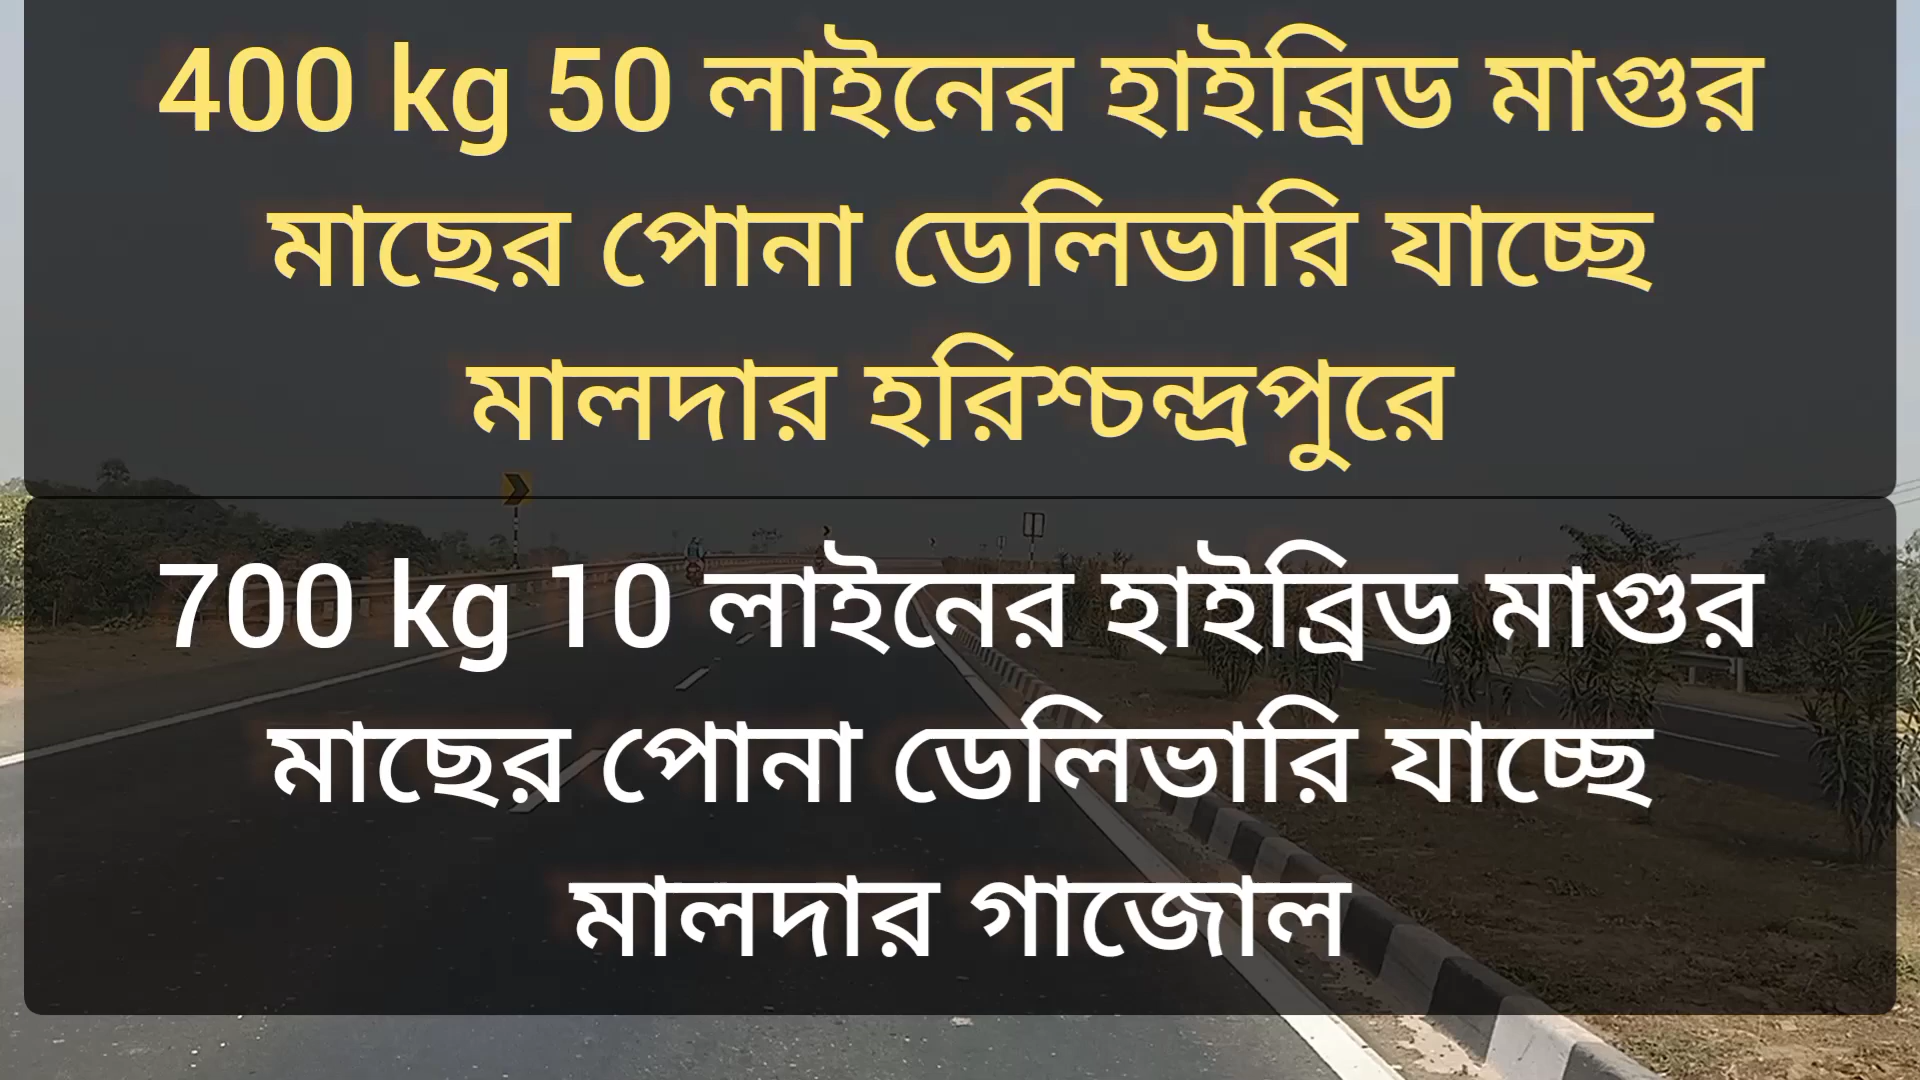 400 kg 50 লাইনের হাইব্রিড মাগুর
মাছের পোনা ডেলিভারি যাচ্ছে
মালদার হরিশ্চন্দ্রপুরে
700 kg 10 লাইনের হাইব্রিড মাগুর
মাছের পোনা ডেলিভারি যাচ্ছে
মালদার গাজোল